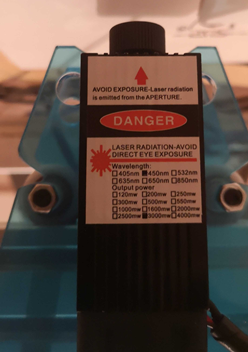 AVOID EXPOSURE-Laser radiation
is emitted from the APERTURE.
DANGER
LASER RADIATION-AVOID
DIRECT EYE EXPOSURE
Wavelength:
□405nm ■450nm □532nm
□635nm □650nm □850nm
Output power
□120mw □200mw □250mw
□300mw □500mw □580mw
□1000mW □1600mw □2000mw
□2500mW ■3000mW □4000mw